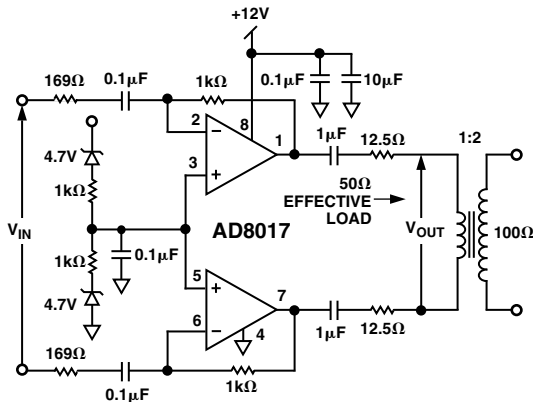 +12V
169Ω
0.1µF
1kΩ
0.1µF
10µF
2
−
8
1
1µF
12.5Ω
1:2
4.7V
3
+
1kΩ
50Ω
EFFECTIVE
LOAD
V_IN
0.1µF
AD8017
V_OUT
100Ω
1kΩ
4.7V
5
+
7
6
−
4
1µF
12.5Ω
169Ω
0.1µF
1kΩ